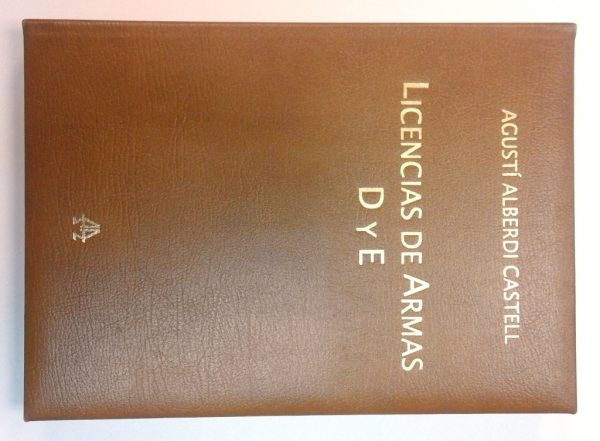 AGUSTÍ ALBERDI CASTELL
LICENCIAS DE ARMAS
D Y E